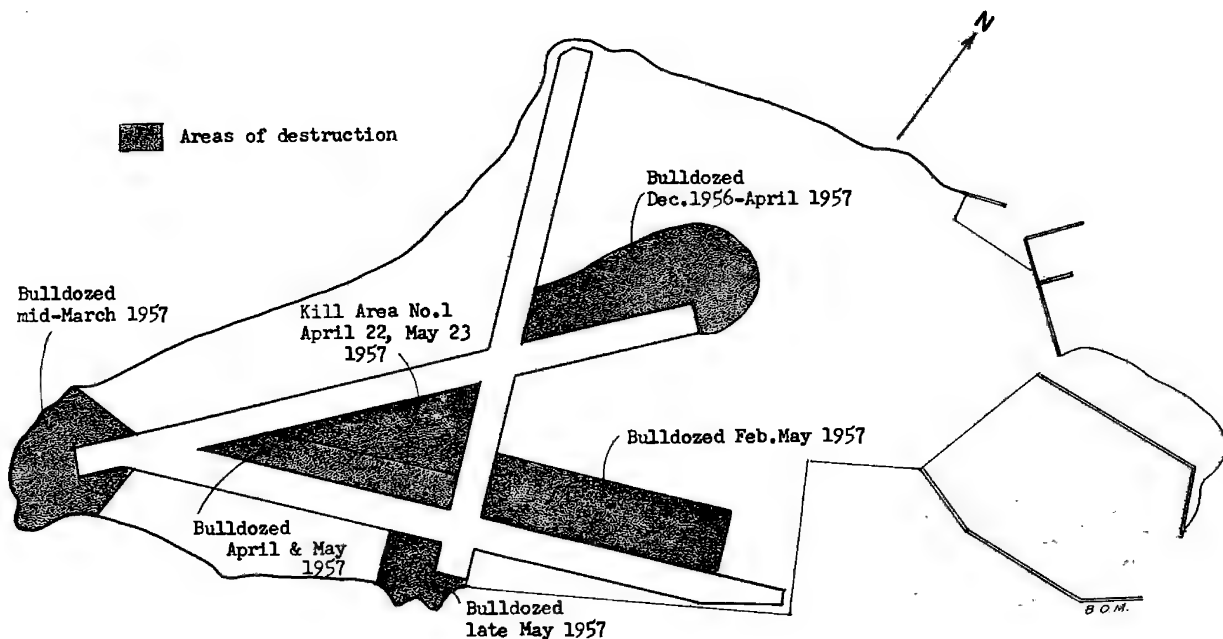 N
Areas of destruction
Bulldozed
Dec.1956-April 1957
Bulldozed
mid-March 1957
Kill Area No.1
April 22, May 23
1957
Bulldozed Feb.May 1957
Bulldozed
April & May
1957
Bulldozed
late May 1957
BOM.